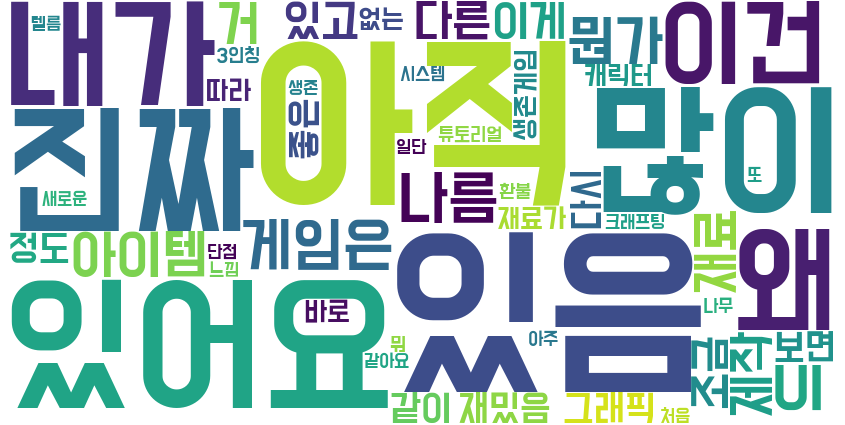 내가
텔름
거
3인칭
따라
있고
없는
다른
이게
뭔가
이건
캐릭터
시스템
생존게임
생존
좋은
아직
진짜
튜토리얼
일단
많이
또
새로운
나름
환불
재료가
다시
크래프팅
정도
아이템
단점
느낌
게임은
재료
왜
있어요
바로
있음
나무
아주
뭐
같아요
조금
제작
보면
드
같이
재밌음
그래픽
처음